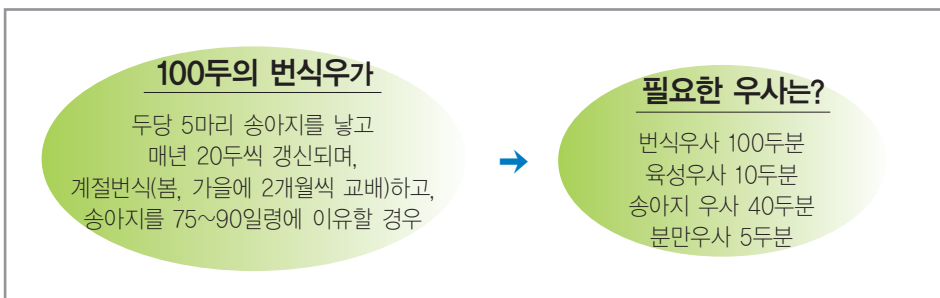 100두의 번식우가
두당 5마리 송아지를 낳고
매년 20두씩 갱신되며,
계절번식(봄, 가을에 2개월씩 교배)하고,
송아지를 75~90일령에 이유할 경우
필요한 우사는?
번식우사 100두분
육성우사 10두분
송아지 우사 40두분
분만우사 5두분